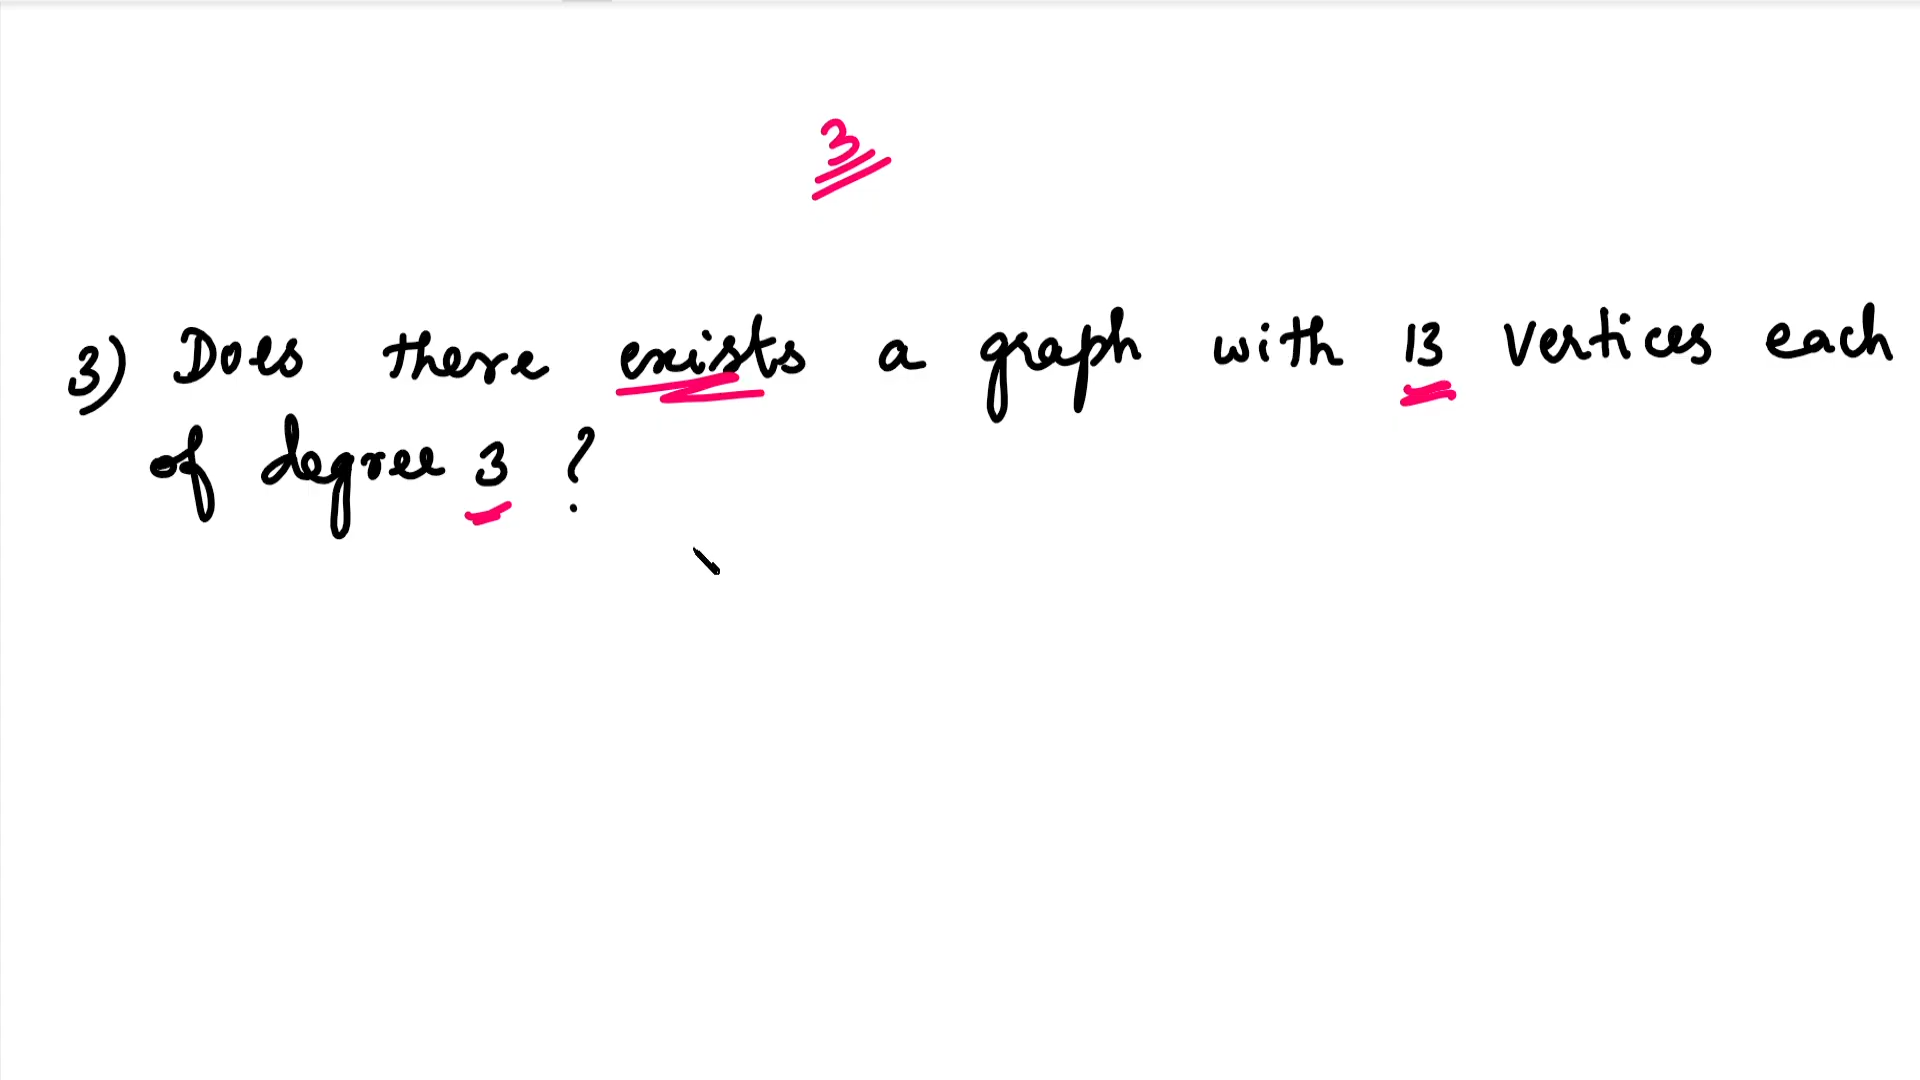 3
3) Does there exists a graph with 13 vertices each
of degree 3 ?